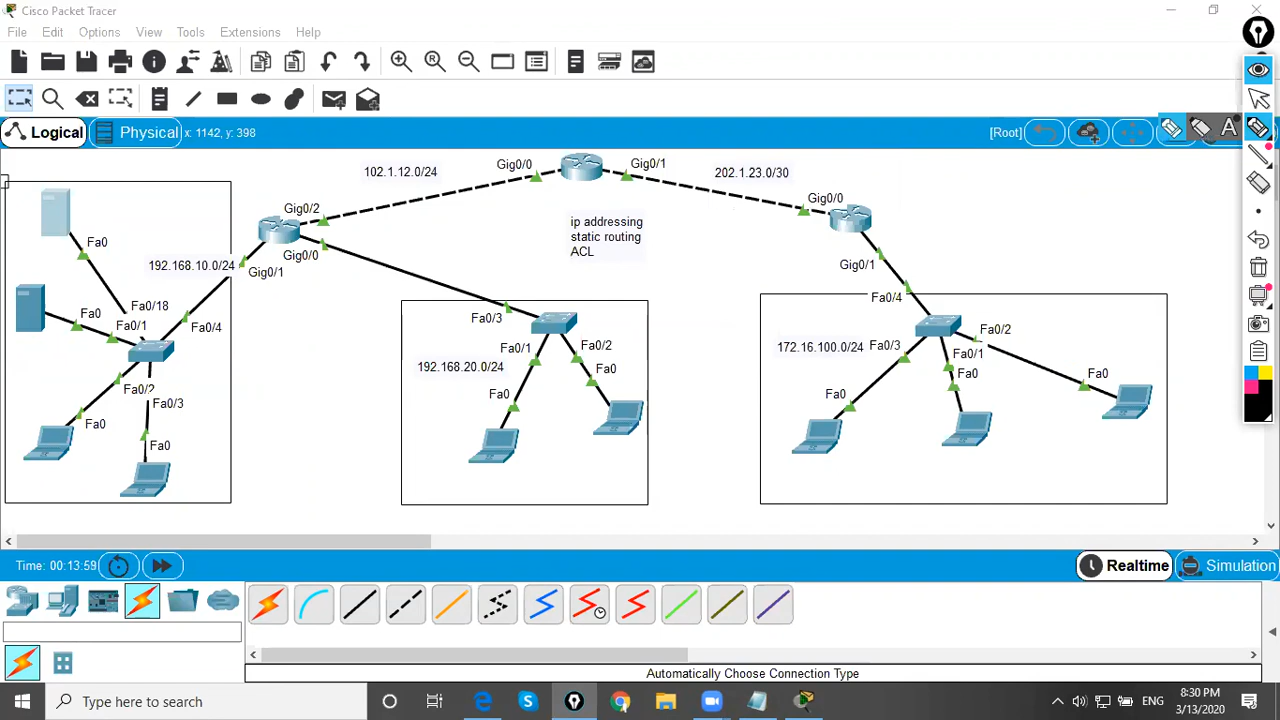 Cisco Packet Tracer
File Edit Options View Tools Extensions Help
A
Logical Physical x: 1142, y: 398 [Root]
102.1.12.0/24 Gig0/0 Gig0/1 202.1.23.0/30
Gig0/2 Gig0/0
ip addressing
static routing
ACL
Fa0 192.168.10.0/24 Gig0/0 Gig0/1
Gig0/1
Fa0/18 Fa0 Fa0/1 Fa0/4
Fa0/2 Fa0/3
Fa0 Fa0
Fa0/3
Fa0/1 Fa0/2
192.168.20.0/24 Fa0
Fa0
Fa0/4
172.16.100.0/24 Fa0/3 Fa0/2
Fa0/1
Fa0 Fa0 Fa0
Time: 00:13:59 Realtime Simulation
Automatically Choose Connection Type
Type here to search ENG 8:30 PM
3/13/2020